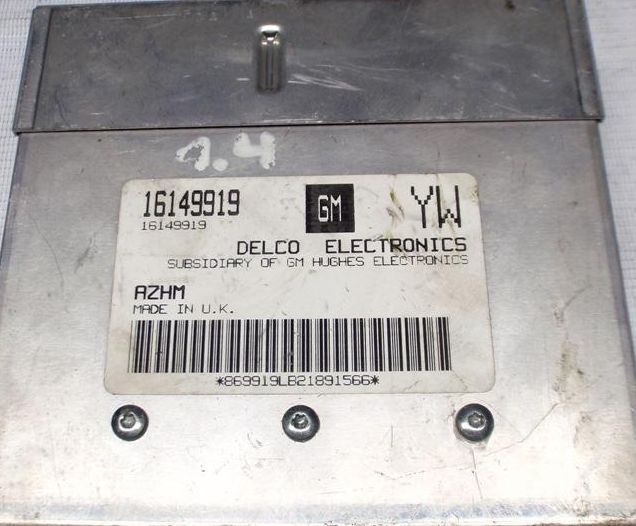 1.4
16149919 GM YW
16149919
DELCO ELECTRONICS
SUBSIDIARY OF GM HUGHES ELECTRONICS
AZHM
MADE IN U.K.
*869919LB21891566*